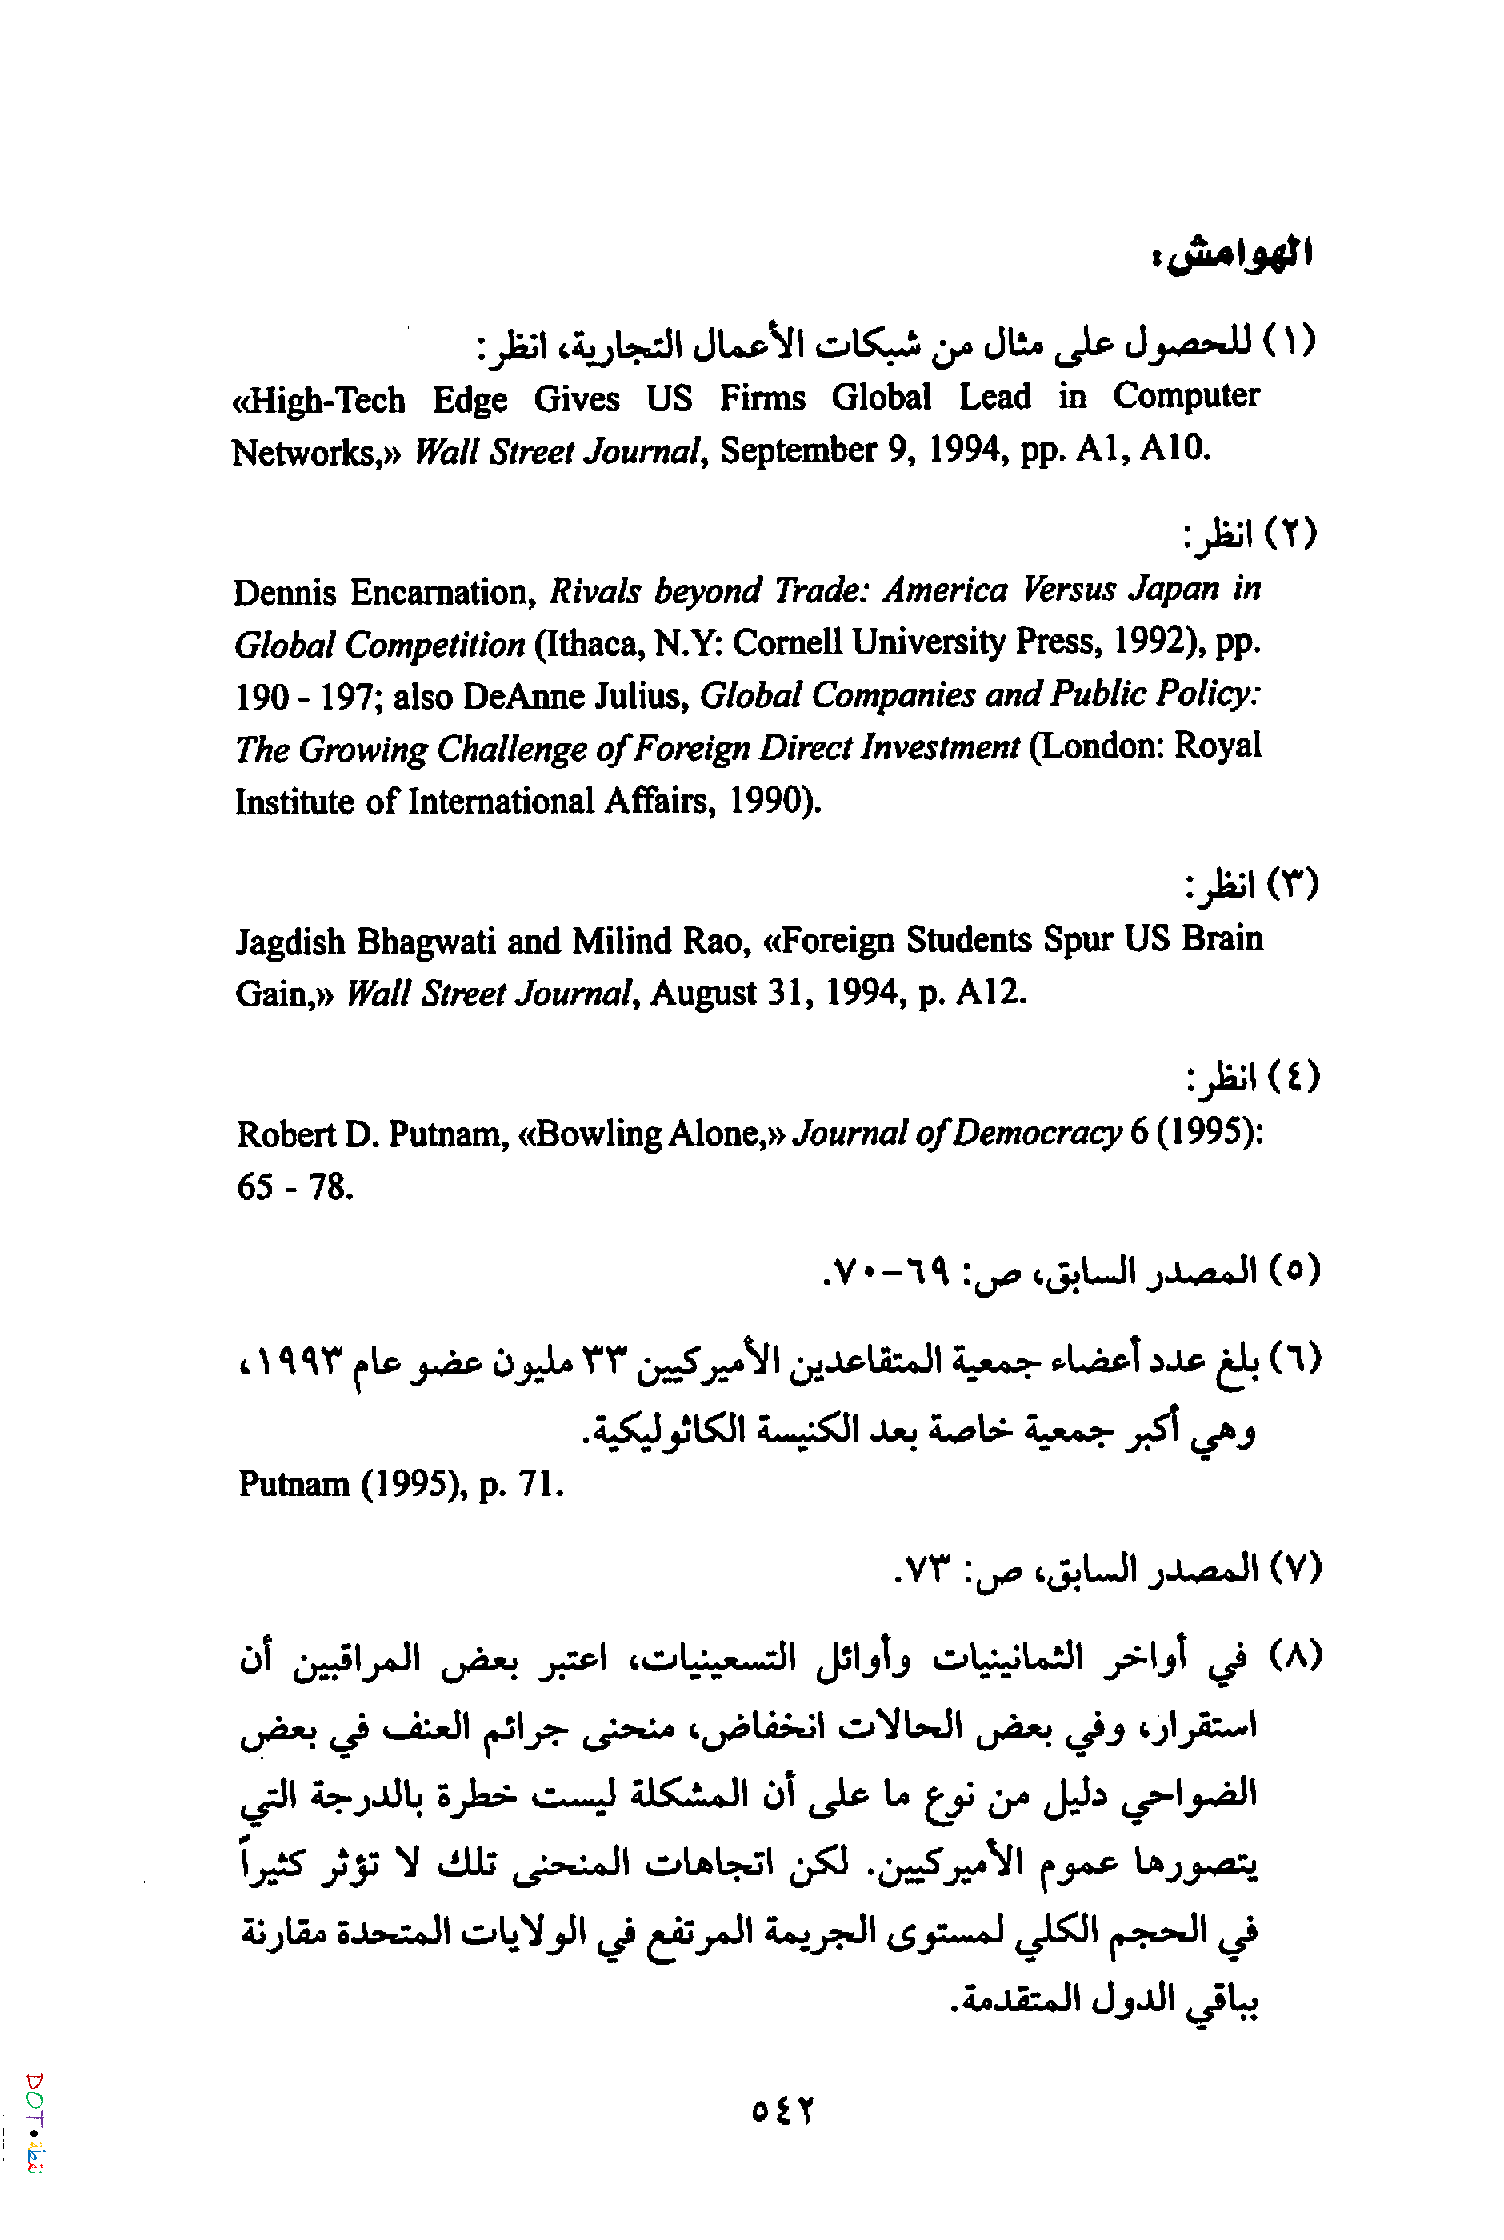 الهوامش:
(١) للحصول على مثال من شبكات الأعمال التجارية، انظر:
«High-Tech Edge Gives US Firms Global Lead in Computer
Networks,» Wall Street Journal, September 9, 1994, pp. A1, A10.
(٢) انظر:
Dennis Encarnation, Rivals beyond Trade: America Versus Japan in
Global Competition (Ithaca, N.Y: Cornell University Press, 1992), pp.
190 - 197; also DeAnne Julius, Global Companies and Public Policy:
The Growing Challenge of Foreign Direct Investment (London: Royal
Institute of International Affairs, 1990).
(٣) انظر:
Jagdish Bhagwati and Milind Rao, «Foreign Students Spur US Brain
Gain,» Wall Street Journal, August 31, 1994, p. A12.
(٤) انظر:
Robert D. Putnam, «Bowling Alone,» Journal of Democracy 6 (1995):
65 - 78.
(٥) المصدر السابق، ص: ٦٩-٧٠.
(٦) بلغ عدد أعضاء جمعية المتقاعدين الأميركيين ٣٣ مليون عضو عام ١٩٩٣،
وهي أكبر جمعية خاصة بعد الكنيسة الكاثوليكية.
Putnam (1995), p. 71.
(٧) المصدر السابق، ص: ٧٣.
(٨) في أواخر الثمانينيات وأوائل التسعينيات، اعتبر بعض المراقبين أن
استقرار، وفي بعض الحالات انخفاض، منحنى جرائم العنف في بعض
الضواحي دليل من نوع ما على أن المشكلة ليست خطرة بالدرجة التي
يتصورها عموم الأميركيين. لكن اتجاهات المنحنى تلك لا تؤثر كثيراً
في الحجم الكلي لمستوى الجريمة المرتفع في الولايات المتحدة مقارنة
بباقي الدول المتقدمة.
٥٤٢
DOT•نقطة